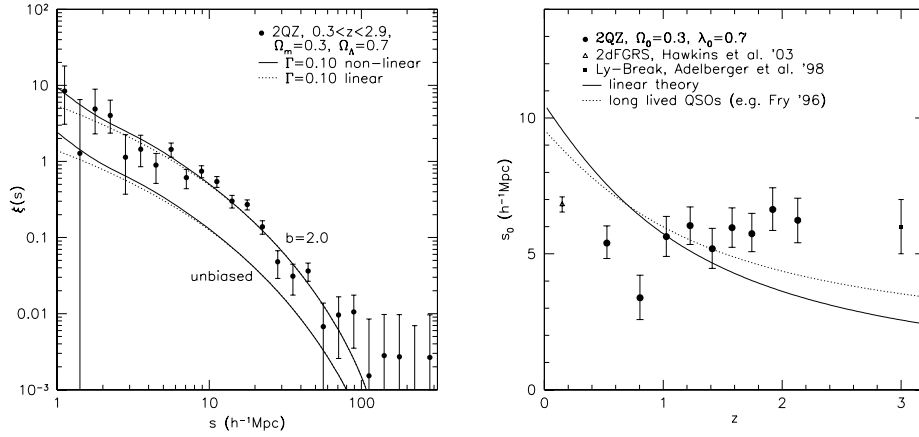 2QZ, 0.3<z<2.9,
Ωm=0.3, ΩΛ=0.7
Γ=0.10 non-linear
Γ=0.10 linear
100
10
1
0.1
0.01
10⁻³
ξ(s)
b=2.0
unbiased
1
10
100
s (h⁻¹Mpc)
2QZ, Ω₀=0.3, λ₀=0.7
2dFGRS, Hawkins et al. '03
Ly-Break, Adelberger et al. '98
linear theory
long lived QSOs (e.g. Fry '96)
10
5
0
s₀ (h⁻¹Mpc)
0
1
2
3
z